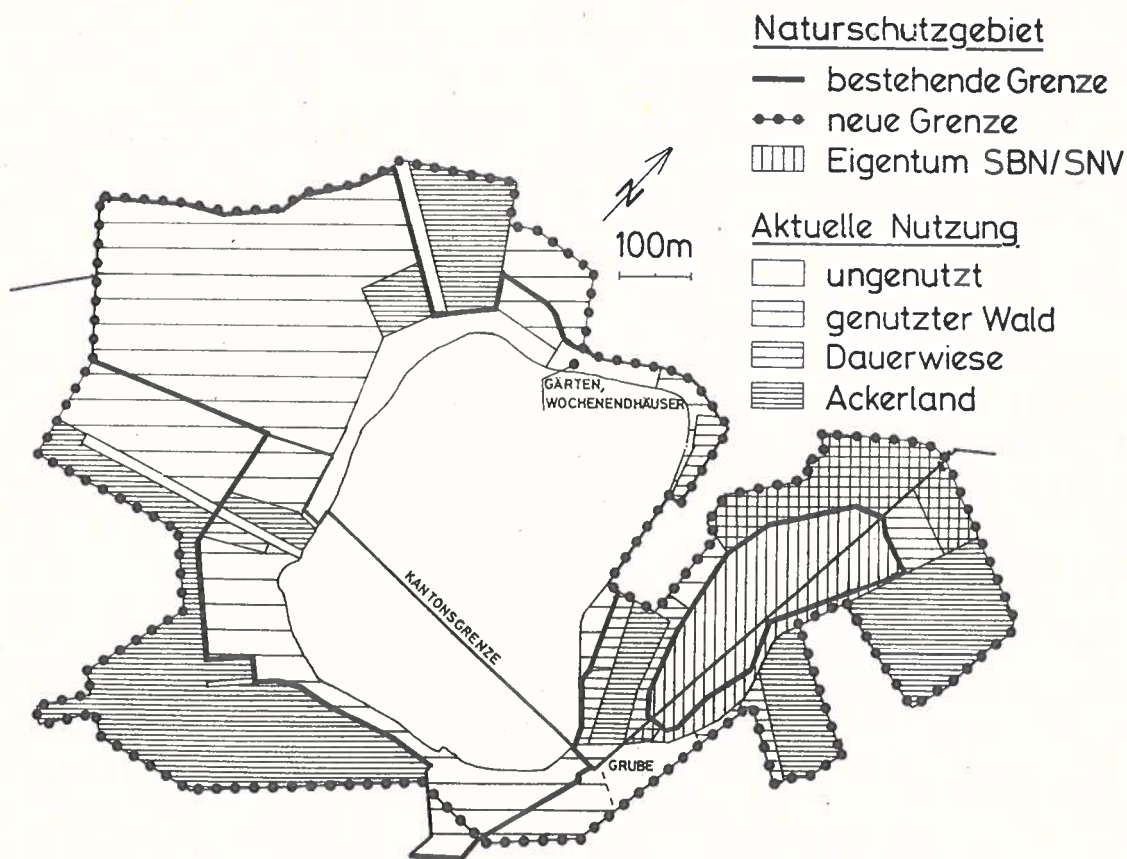 Naturschutzgebiet
bestehende Grenze
neue Grenze
Eigentum SBN/SNV
Aktuelle Nutzung
ungenutzt
genutzter Wald
Dauerwiese
Ackerland
N
100m
GÄRTEN,
WOCHENENDHÄUSER
KANTONSGRENZE
GRUBE